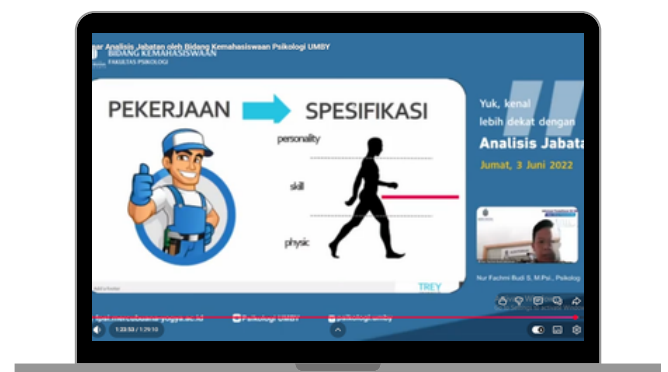 ar Analisis Jabatan oleh Bidang Kemahasiswaan Psikologi UMBY
BIDANG KEMAHASISWAAN
FAKULTAS PSIKOLOGI
PEKERJAAN
SPESIFIKASI
personality
skill
physic
TREY
Yuk, kenal
lebih dekat dengan
Analisis Jabata
Jumat, 3 Juni 2022
Nur Fachmi Budi S, M.Psi., Psikolog
Psikologi UMBY
psikologi.umby
1:23:53 / 1:29:10